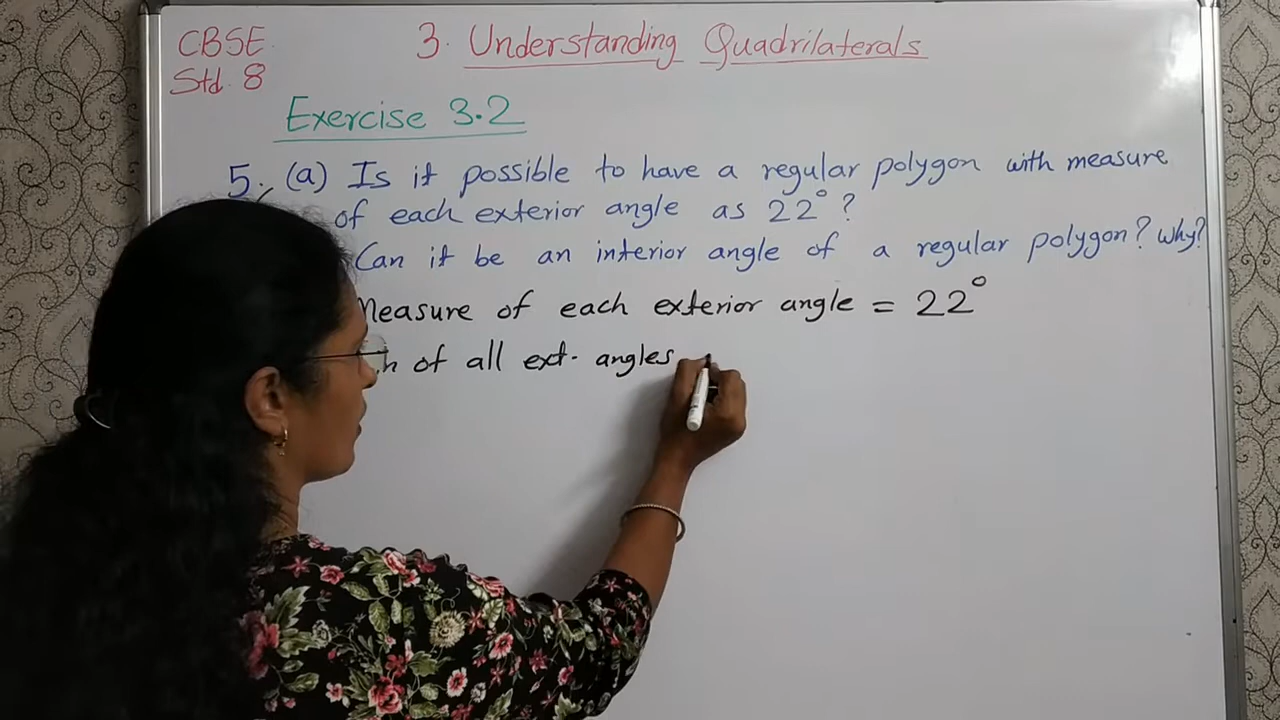 CBSE
Std. 8
3. Understanding Quadrilaterals
Exercise 3.2
5. (a) Is it possible to have a regular polygon with measure
of each exterior angle as 22° ?
Can it be an interior angle of a regular polygon? why?
Measure of each exterior angle = 22°
of all ext. angles